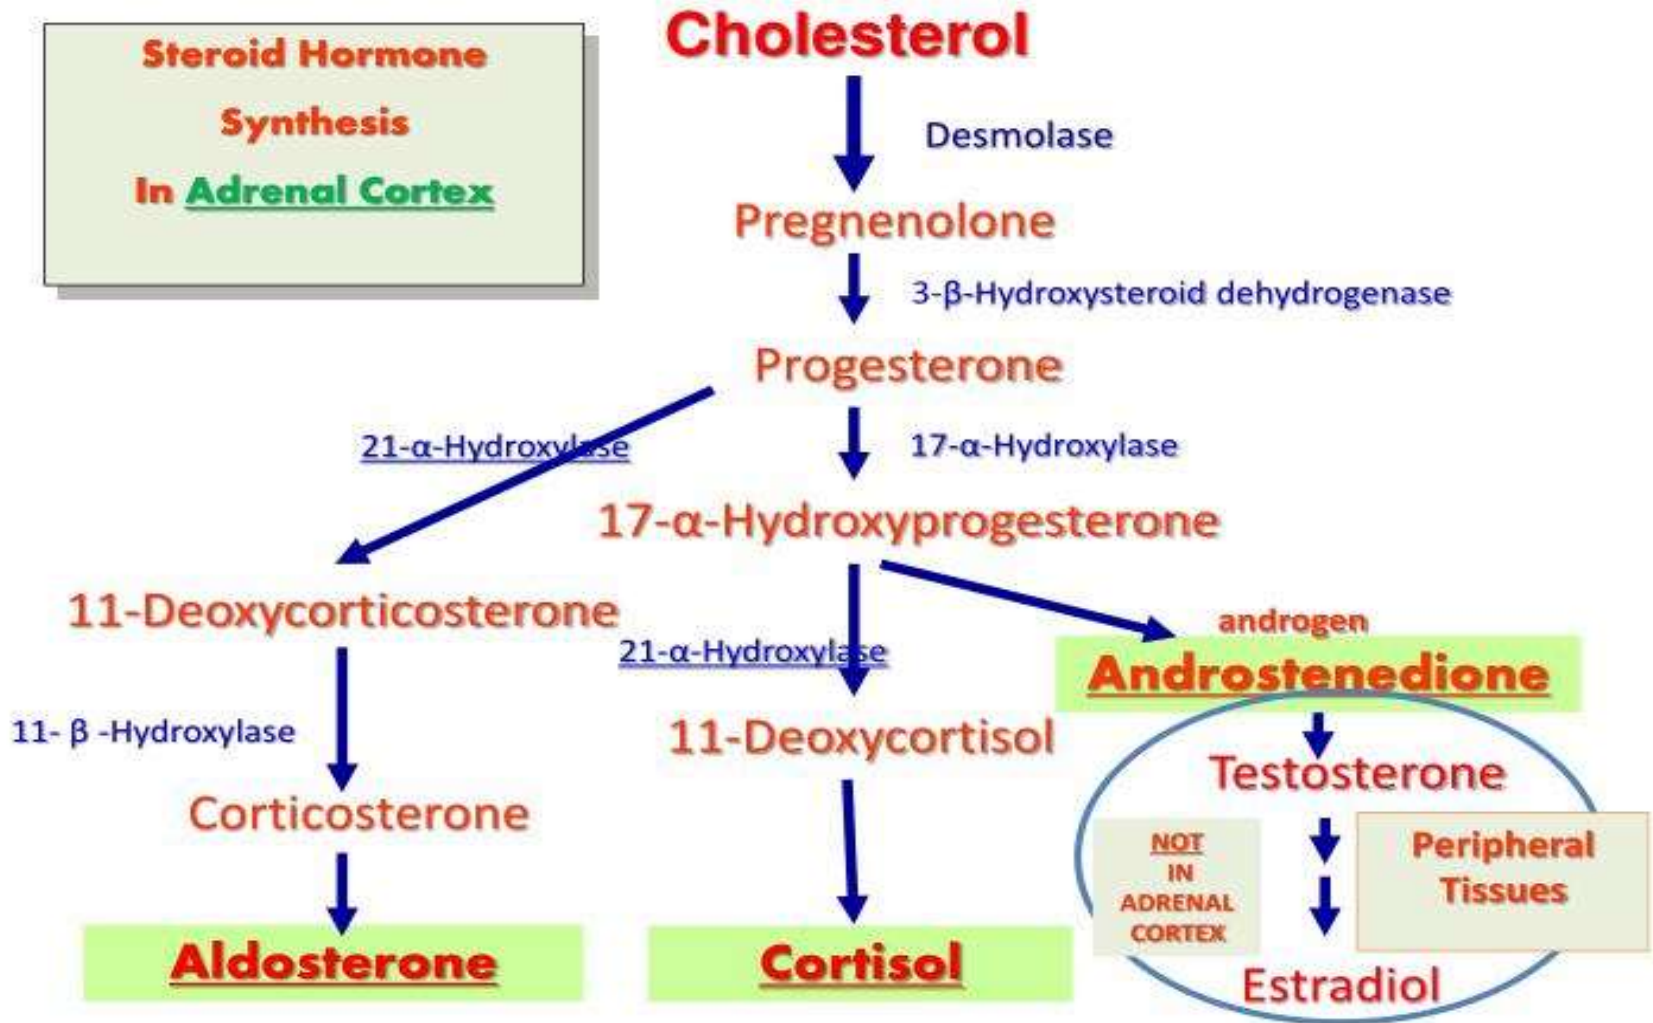 Steroid Hormone
Synthesis
In Adrenal Cortex
Cholesterol
Desmolase
Pregnenolone
3-β-Hydroxysteroid dehydrogenase
Progesterone
21-α-Hydroxylase
17-α-Hydroxylase
17-α-Hydroxyprogesterone
11-Deoxycorticosterone
21-α-Hydroxylase
androgen
Androstenedione
11- β -Hydroxylase
11-Deoxycortisol
Testosterone
Corticosterone
NOT
IN
ADRENAL
CORTEX
Peripheral
Tissues
Aldosterone
Cortisol
Estradiol